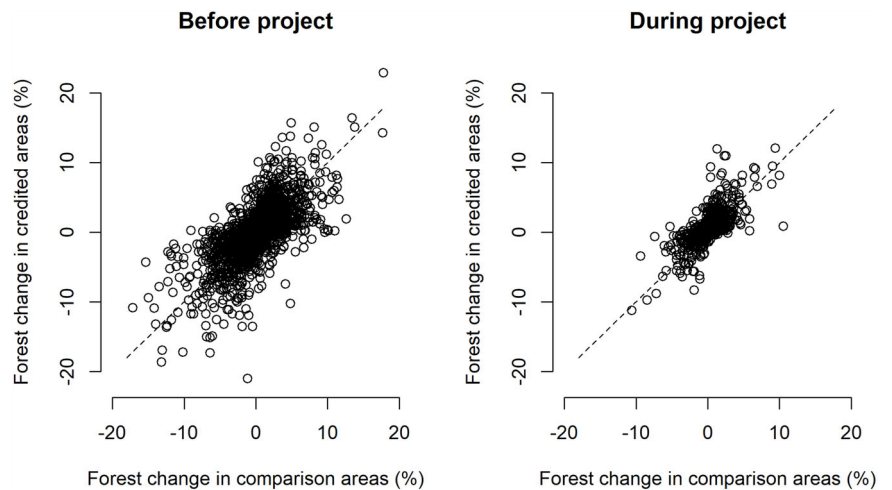 Before project
Forest change in credited areas (%)
20
10
0
-10
-20
-20 -10 0 10 20
Forest change in comparison areas (%)
During project
Forest change in credited areas (%)
20
10
0
-10
-20
-20 -10 0 10 20
Forest change in comparison areas (%)